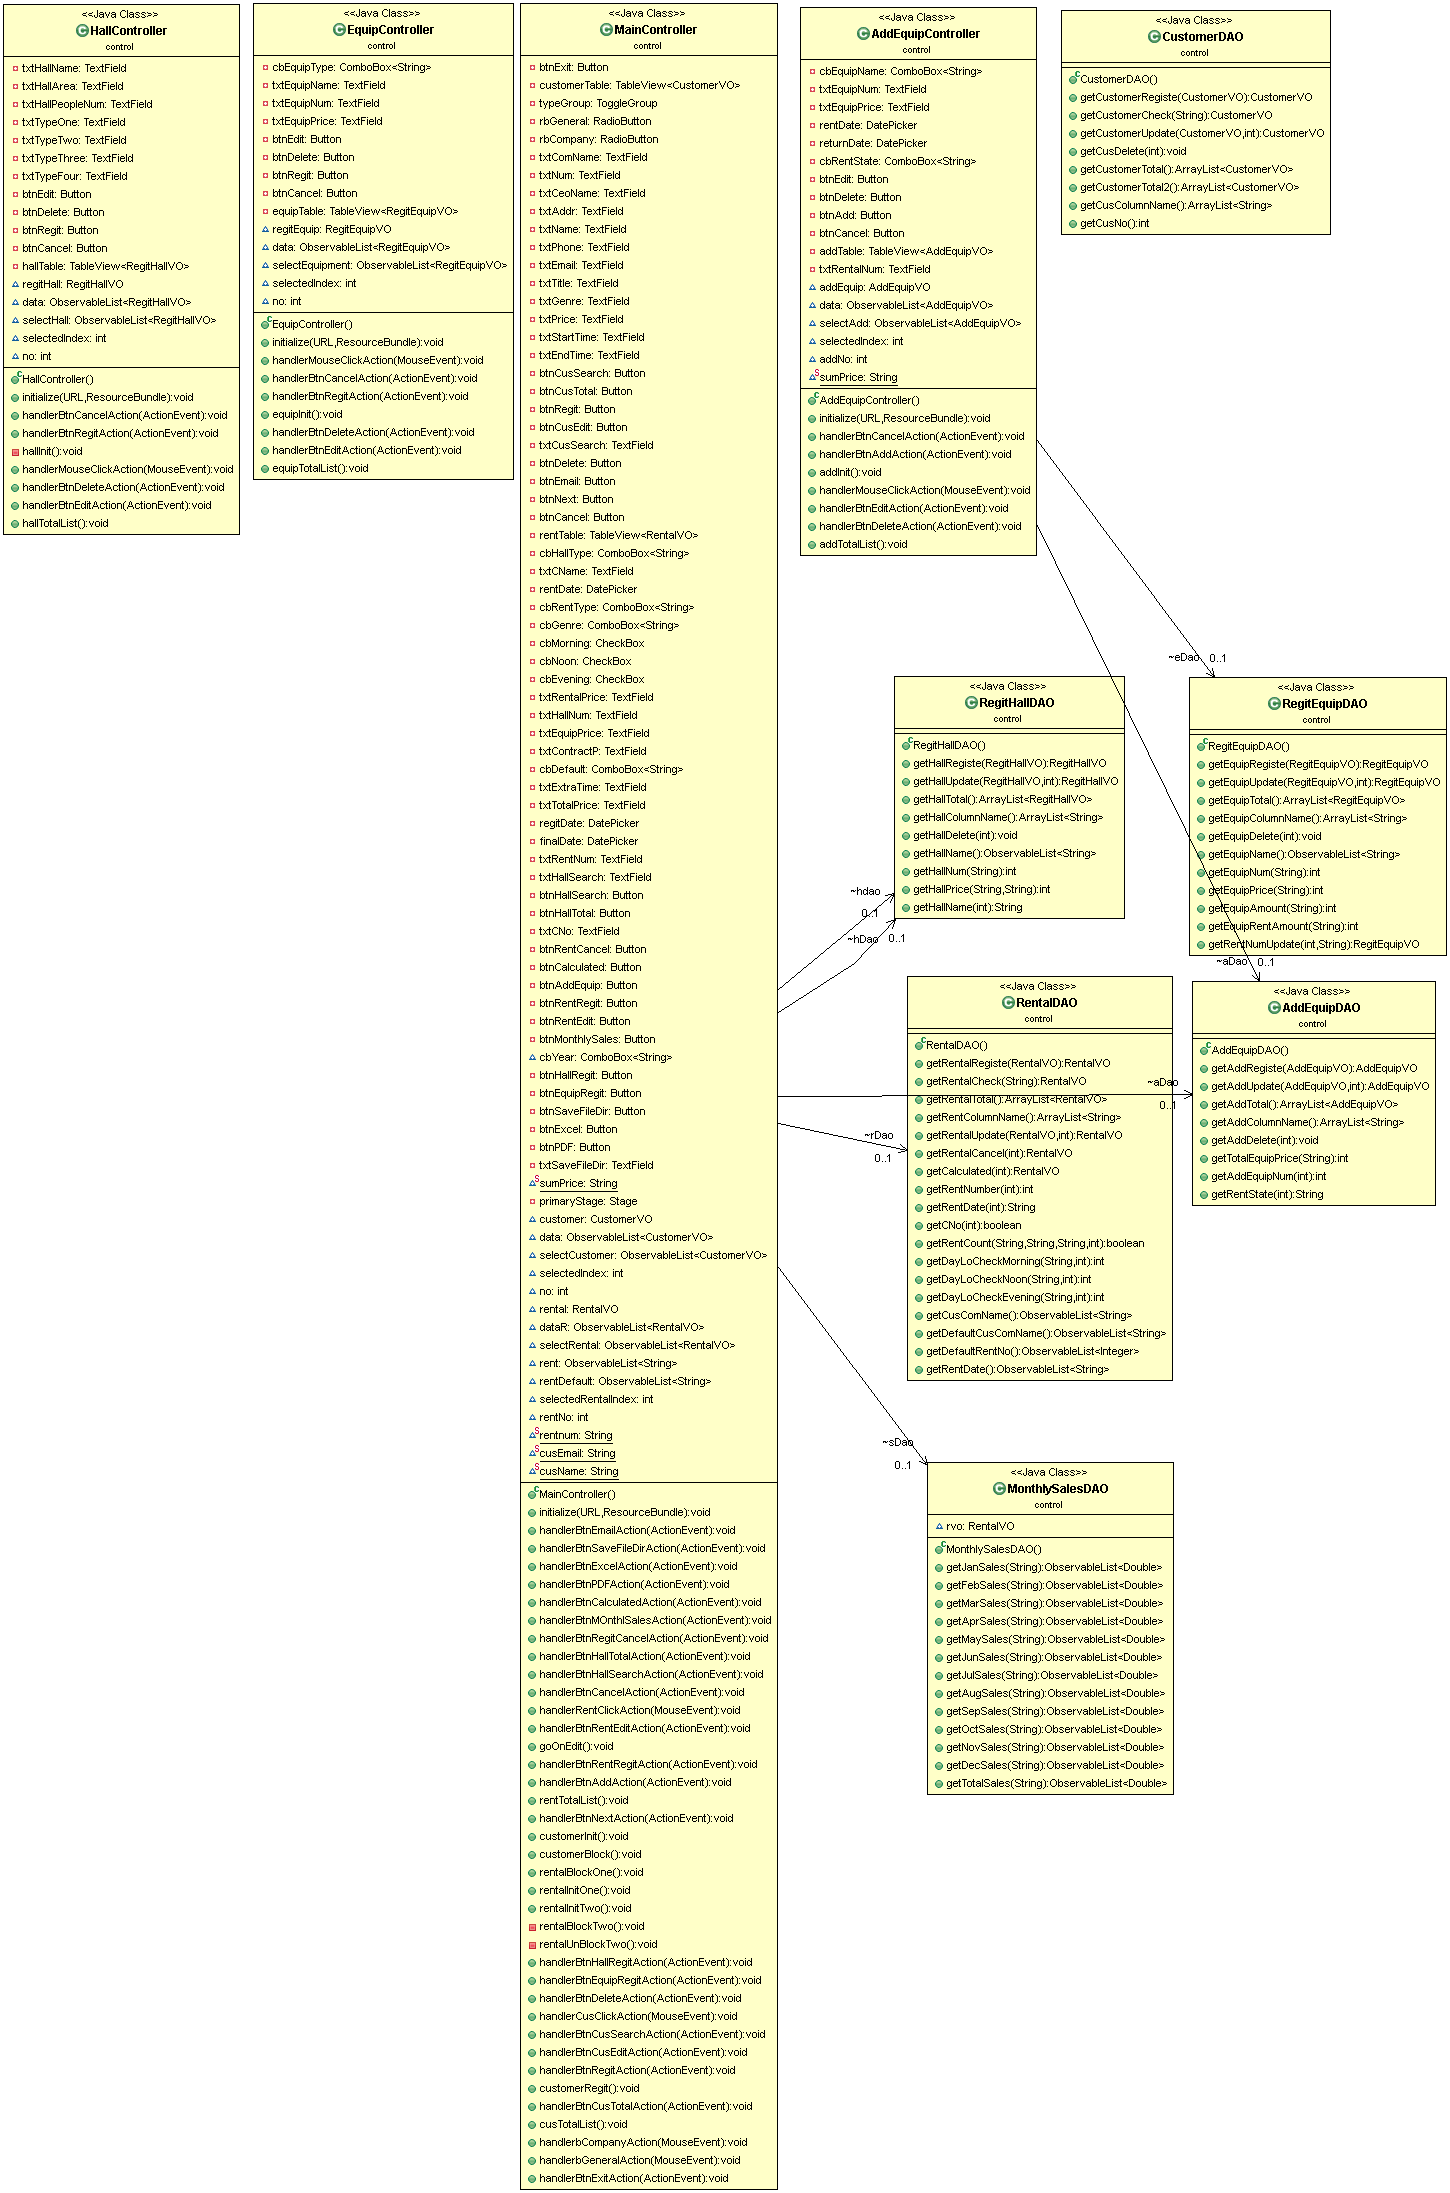 <<Java Class>>
HallController
control
txtHallName: TextField
txtHallArea: TextField
txtHallPeopleNum: TextField
txtTypeOne: TextField
txtTypeTwo: TextField
txtTypeThree: TextField
txtTypeFour: TextField
btnEdit: Button
btnDelete: Button
btnRegit: Button
btnCancel: Button
hallTable: TableView<RegitHallVO>
regitHall: RegitHallVO
data: ObservableList<RegitHallVO>
selectHall: ObservableList<RegitHallVO>
selectedIndex: int
no: int
HallController()
initialize(URL,ResourceBundle):void
handlerBtnCancelAction(ActionEvent):void
handlerBtnRegitAction(ActionEvent):void
hallInit():void
handlerMouseClickAction(MouseEvent):void
handlerBtnDeleteAction(ActionEvent):void
handlerBtnEditAction(ActionEvent):void
hallTotalList():void
<<Java Class>>
EquipController
control
cbEquipType: ComboBox<String>
txtEquipName: TextField
txtEquipNum: TextField
txtEquipPrice: TextField
btnEdit: Button
btnDelete: Button
btnRegit: Button
btnCancel: Button
equipTable: TableView<RegitEquipVO>
regitEquip: RegitEquipVO
data: ObservableList<RegitEquipVO>
selectEquipment: ObservableList<RegitEquipVO>
selectedIndex: int
no: int
EquipController()
initialize(URL,ResourceBundle):void
handlerMouseClickAction(MouseEvent):void
handlerBtnCancelAction(ActionEvent):void
handlerBtnRegitAction(ActionEvent):void
equipInit():void
handlerBtnDeleteAction(ActionEvent):void
handlerBtnEditAction(ActionEvent):void
equipTotalList():void
<<Java Class>>
MainController
control
btnExit: Button
customerTable: TableView<CustomerVO>
typeGroup: ToggleGroup
rbGeneral: RadioButton
rbCompany: RadioButton
txtComName: TextField
txtNum: TextField
txtCeoName: TextField
txtAddr: TextField
txtName: TextField
txtPhone: TextField
txtEmail: TextField
txtTitle: TextField
txtGenre: TextField
txtPrice: TextField
txtStartTime: TextField
txtEndTime: TextField
btnCusSearch: Button
btnCusTotal: Button
btnRegit: Button
btnCusEdit: Button
txtCusSearch: TextField
btnDelete: Button
btnEmail: Button
btnNext: Button
btnCancel: Button
rentTable: TableView<RentalVO>
cbHallType: ComboBox<String>
txtCName: TextField
rentDate: DatePicker
cbRentType: ComboBox<String>
cbGenre: ComboBox<String>
cbMorning: CheckBox
cbNoon: CheckBox
cbEvening: CheckBox
txtRentalPrice: TextField
txtHallNum: TextField
txtEquipPrice: TextField
txtContractP: TextField
cbDefault: ComboBox<String>
txtExtraTime: TextField
txtTotalPrice: TextField
regitDate: DatePicker
finalDate: DatePicker
txtRentNum: TextField
txtHallSearch: TextField
btnHallSearch: Button
btnHallTotal: Button
txtCNo: TextField
btnRentCancel: Button
btnCalculated: Button
btnAddEquip: Button
btnRentRegit: Button
btnRentEdit: Button
btnMonthlySales: Button
cbYear: ComboBox<String>
btnHallRegit: Button
btnEquipRegit: Button
btnSaveFileDir: Button
btnExcel: Button
btnPDF: Button
txtSaveFileDir: TextField
sumPrice: String
primaryStage: Stage
customer: CustomerVO
data: ObservableList<CustomerVO>
selectCustomer: ObservableList<CustomerVO>
selectedIndex: int
no: int
rental: RentalVO
dataR: ObservableList<RentalVO>
selectRental: ObservableList<RentalVO>
rent: ObservableList<String>
rentDefault: ObservableList<String>
selectedRentalIndex: int
rentNo: int
rentnum: String
cusEmail: String
cusName: String
MainController()
initialize(URL,ResourceBundle):void
handlerBtnEmailAction(ActionEvent):void
handlerBtnSaveFileDirAction(ActionEvent):void
handlerBtnExcelAction(ActionEvent):void
handlerBtnPDFAction(ActionEvent):void
handlerBtnCalculatedAction(ActionEvent):void
handlerBtnMOnthlSalesAction(ActionEvent):void
handlerBtnRegitCancelAction(ActionEvent):void
handlerBtnHallTotalAction(ActionEvent):void
handlerBtnHallSearchAction(ActionEvent):void
handlerBtnCancelAction(ActionEvent):void
handlerRentClickAction(MouseEvent):void
handlerBtnRentEditAction(ActionEvent):void
goOnEdit():void
handlerBtnRentRegitAction(ActionEvent):void
handlerBtnAddAction(ActionEvent):void
rentTotalList():void
handlerBtnNextAction(ActionEvent):void
customerInit():void
customerBlock():void
rentalBlockOne():void
rentalInitOne():void
rentalInitTwo():void
rentalBlockTwo():void
rentalUnBlockTwo():void
handlerBtnHallRegitAction(ActionEvent):void
handlerBtnEquipRegitAction(ActionEvent):void
handlerBtnDeleteAction(ActionEvent):void
handlerCusClickAction(MouseEvent):void
handlerBtnCusSearchAction(ActionEvent):void
handlerBtnCusEditAction(ActionEvent):void
handlerBtnRegitAction(ActionEvent):void
customerRegit():void
handlerBtnCusTotalAction(ActionEvent):void
cusTotalList():void
handlerbCompanyAction(MouseEvent):void
handlerbGeneralAction(MouseEvent):void
handlerBtnExitAction(ActionEvent):void
<<Java Class>>
AddEquipController
control
cbEquipName: ComboBox<String>
txtEquipNum: TextField
txtEquipPrice: TextField
rentDate: DatePicker
returnDate: DatePicker
cbRentState: ComboBox<String>
btnEdit: Button
btnDelete: Button
btnAdd: Button
btnCancel: Button
addTable: TableView<AddEquipVO>
txtRentalNum: TextField
addEquip: AddEquipVO
data: ObservableList<AddEquipVO>
selectAdd: ObservableList<AddEquipVO>
selectedIndex: int
addNo: int
sumPrice: String
AddEquipController()
initialize(URL,ResourceBundle):void
handlerBtnCancelAction(ActionEvent):void
handlerBtnAddAction(ActionEvent):void
addInit():void
handlerMouseClickAction(MouseEvent):void
handlerBtnEditAction(ActionEvent):void
handlerBtnDeleteAction(ActionEvent):void
addTotalList():void
<<Java Class>>
CustomerDAO
control
CustomerDAO()
getCustomerRegiste(CustomerVO):CustomerVO
getCustomerCheck(String):CustomerVO
getCustomerUpdate(CustomerVO,int):CustomerVO
getCusDelete(int):void
getCustomerTotal():ArrayList<CustomerVO>
getCustomerTotal2():ArrayList<CustomerVO>
getCusColumnName():ArrayList<String>
getCusNo():int
~eDao 0..1
<<Java Class>>
RegitHallDAO
control
RegitHallDAO()
getHallRegiste(RegitHallVO):RegitHallVO
getHallUpdate(RegitHallVO,int):RegitHallVO
getHallTotal():ArrayList<RegitHallVO>
getHallColumnName():ArrayList<String>
getHallDelete(int):void
getHallName():ObservableList<String>
getHallNum(String):int
getHallPrice(String,String):int
getHallName(int):String
~hdao
0..1
~hDao 0..1
<<Java Class>>
RegitEquipDAO
control
RegitEquipDAO()
getEquipRegiste(RegitEquipVO):RegitEquipVO
getEquipUpdate(RegitEquipVO,int):RegitEquipVO
getEquipTotal():ArrayList<RegitEquipVO>
getEquipColumnName():ArrayList<String>
getEquipDelete(int):void
getEquipName():ObservableList<String>
getEquipNum(String):int
getEquipPrice(String):int
getEquipAmount(String):int
getEquipRentAmount(String):int
getRentNumUpdate(int,String):RegitEquipVO
~aDao 0..1
<<Java Class>>
RentalDAO
control
RentalDAO()
getRentalRegiste(RentalVO):RentalVO
getRentalCheck(String):RentalVO
getRentalTotal():ArrayList<RentalVO>
getRentColumnName():ArrayList<String>
getRentalUpdate(RentalVO,int):RentalVO
getRentalCancel(int):RentalVO
getCalculated(int):RentalVO
getRentNumber(int):int
getRentDate(int):String
getCNo(int):boolean
getRentCount(String,String,String,int):boolean
getDayLoCheckMorning(String,int):int
getDayLoCheckNoon(String,int):int
getDayLoCheckEvening(String,int):int
getCusComName():ObservableList<String>
getDefaultCusComName():ObservableList<String>
getDefaultRentNo():ObservableList<Integer>
getRentDate():ObservableList<String>
~aDao
0..1
~rDao
0..1
<<Java Class>>
AddEquipDAO
control
AddEquipDAO()
getAddRegiste(AddEquipVO):AddEquipVO
getAddUpdate(AddEquipVO,int):AddEquipVO
getAddTotal():ArrayList<AddEquipVO>
getAddColumnName():ArrayList<String>
getAddDelete(int):void
getTotalEquipPrice(String):int
getAddEquipNum(int):int
getRentState(int):String
~sDao
0..1
<<Java Class>>
MonthlySalesDAO
control
rvo: RentalVO
MonthlySalesDAO()
getJanSales(String):ObservableList<Double>
getFebSales(String):ObservableList<Double>
getMarSales(String):ObservableList<Double>
getAprSales(String):ObservableList<Double>
getMaySales(String):ObservableList<Double>
getJunSales(String):ObservableList<Double>
getJulSales(String):ObservableList<Double>
getAugSales(String):ObservableList<Double>
getSepSales(String):ObservableList<Double>
getOctSales(String):ObservableList<Double>
getNovSales(String):ObservableList<Double>
getDecSales(String):ObservableList<Double>
getTotalSales(String):ObservableList<Double>